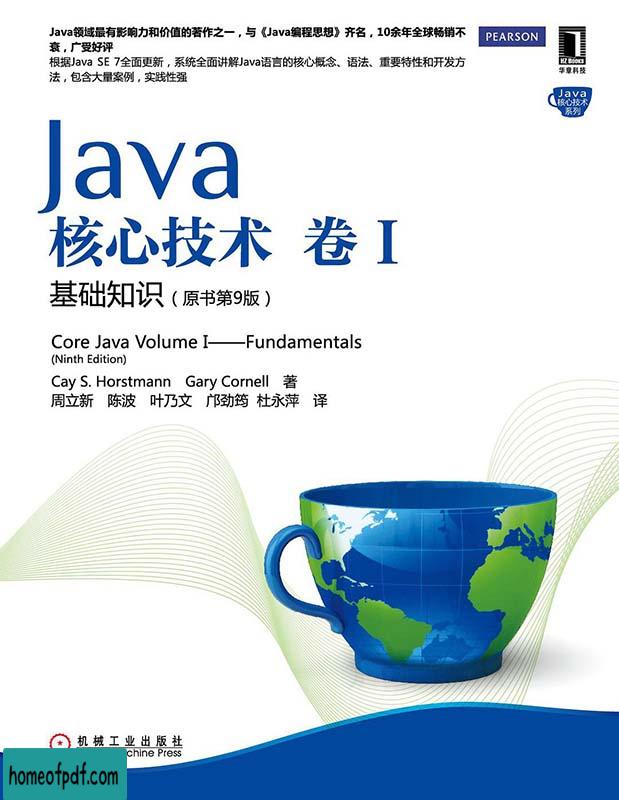 Java领域最有影响力和价值的著作之一，与《Java编程思想》齐名，10余年全球畅销不
衰，广受好评
根据Java SE 7全面更新，系统全面讲解Java语言的核心概念、语法、重要特性和开发方
法，包含大量案例，实践性强
PEARSON
HZ Books
华章科技
Java
核心技术
系列
Java
核心技术 卷 I
基础知识（原书第9版）
Core Java Volume I——Fundamentals
(Ninth Edition)
Cay S. Horstmann Gary Cornell 著
周立新 陈波 叶乃文 邝劲筠 杜永萍 译
机械工业出版社
chine Press
homeofpdf.com